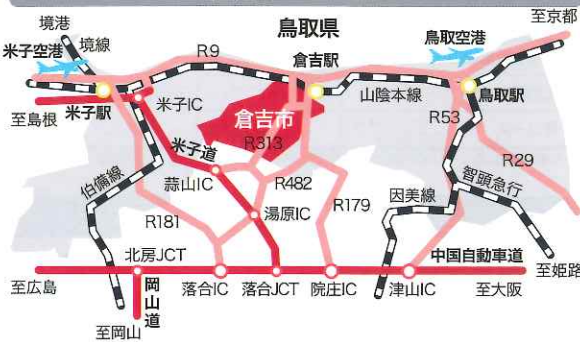 鳥取県
境港
米子空港
境線
R9
倉吉駅
鳥取空港
至京都
米子駅
米子IC
山陰本線
鳥取駅
至島根
倉吉市
R53
米子道
R313
R29
伯備線
蒜山IC
R482
因美線
智頭急行
R181
湯原IC
R179
北房JCT
中国自動車道
至姫路
至広島
岡山道
落合IC
落合JCT
院庄IC
津山IC
至大阪
至岡山